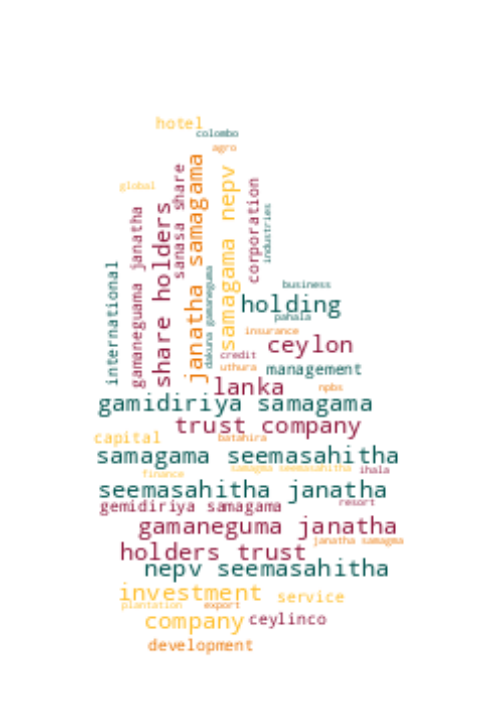 hotel
colombo
agro
global
international
gamaneguama janatha
share holders
sanasa share
janatha samagama
dakuna gamaneguma
samagama nepv
corporation
industries
business
holding
pahala
insurance
ceylon
credit
uthura
management
lanka
npbs
gamidiriya samagama
trust company
capital
batahira
samagama seemasahitha
samagma seemasahitha
ihala
finance
seemasahitha janatha
gemidiriya samagama
resort
gamaneguma janatha
janatha samagma
holders trust
nepv seemasahitha
investment
service
plantation
export
company
ceylinco
development